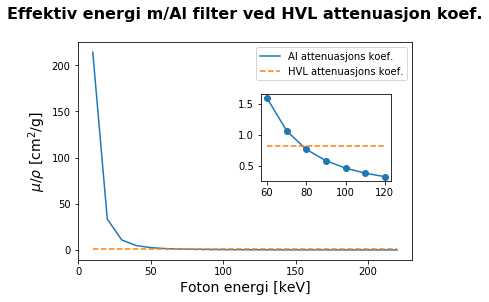 Effektiv energi m/Al filter ved HVL attenuasjon koef.
Al attenuasjons koef.
HVL attenuasjons koef.
μ/ρ [cm²/g]
200
150
100
50
0
1.5
1.0
0.5
60 80 100 120
0 50 100 150 200
Foton energi [keV]